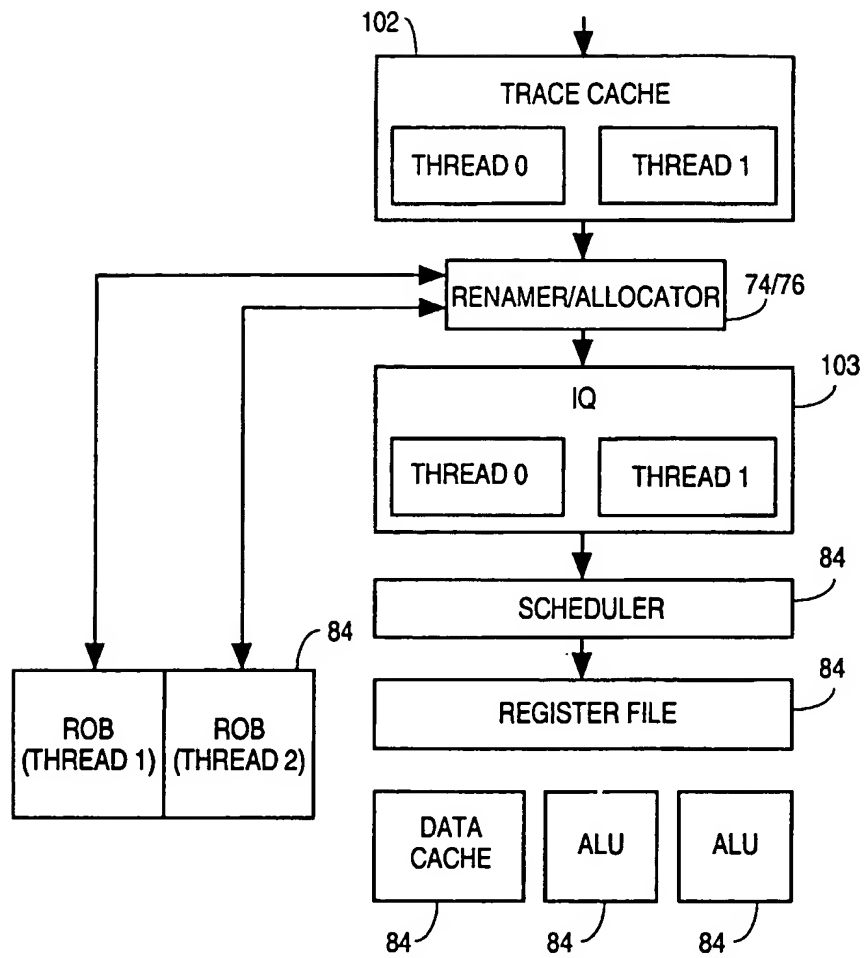 102
TRACE CACHE
THREAD 0
THREAD 1
RENAMER/ALLOCATOR
74/76
103
IQ
THREAD 0
THREAD 1
84
SCHEDULER
84
84
REGISTER FILE
ROB
(THREAD 1)
ROB
(THREAD 2)
DATA
CACHE
ALU
ALU
84
84
84